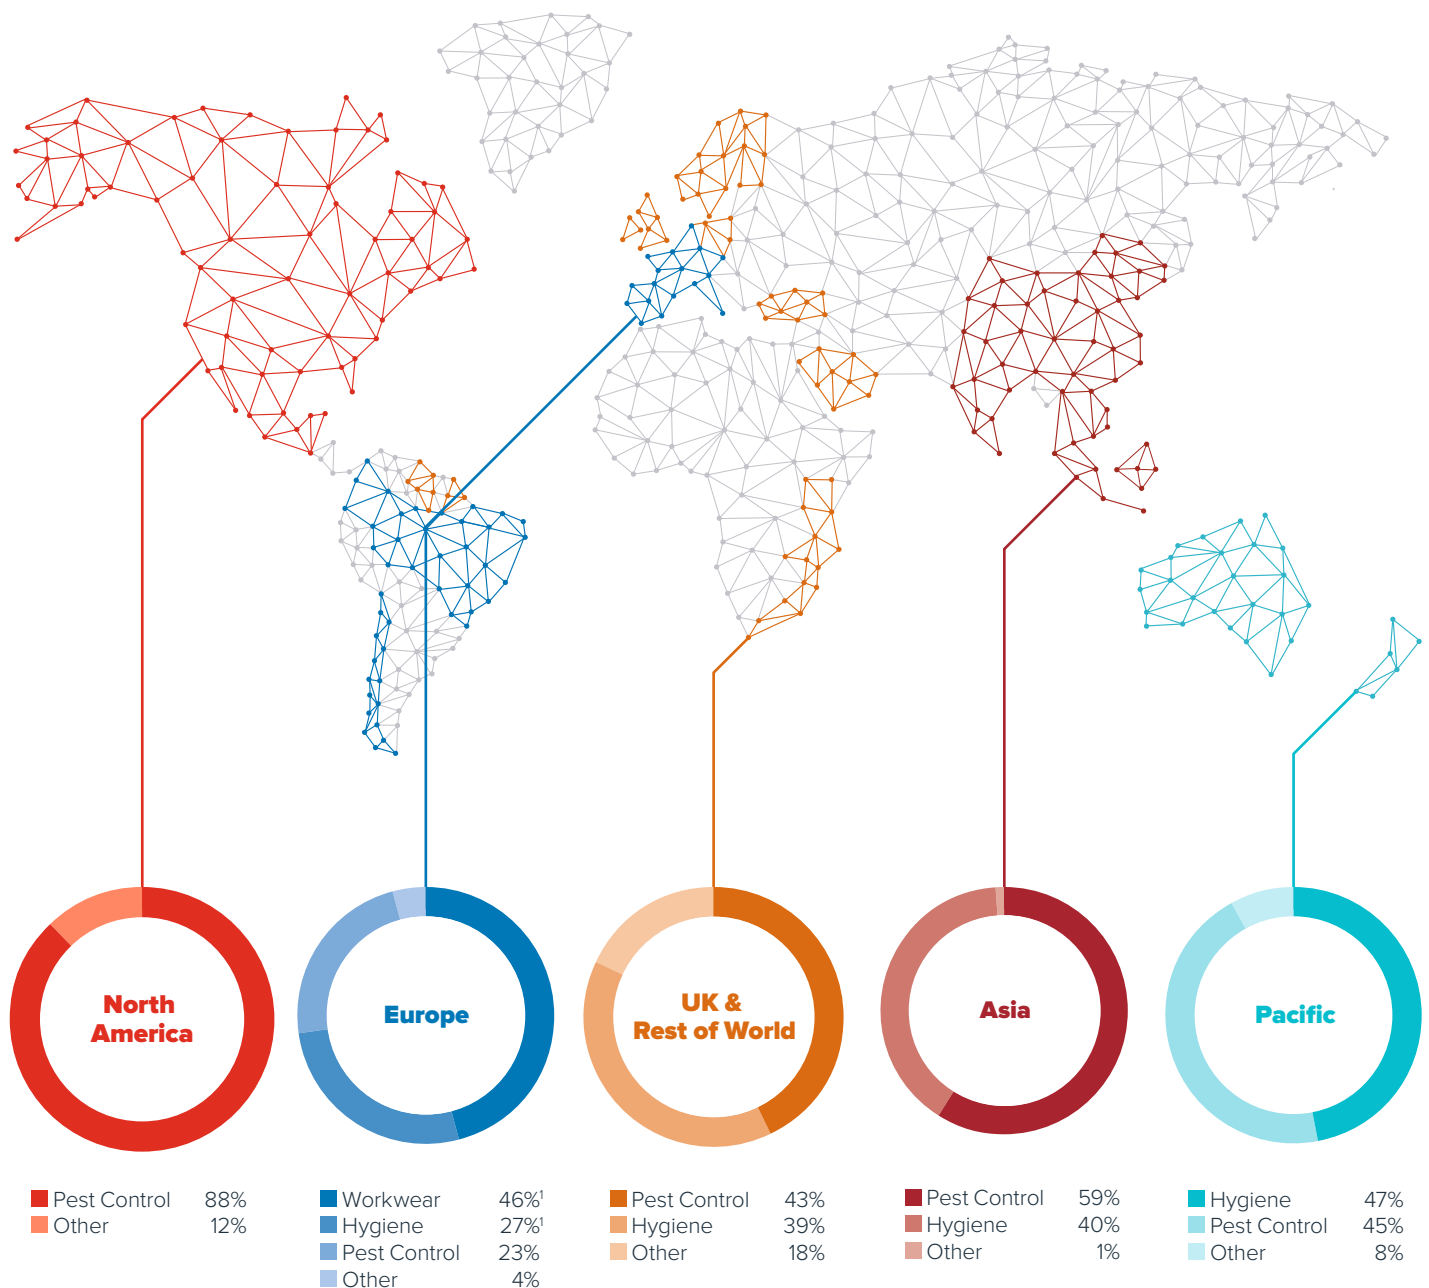 North
America
Europe
UK &
Rest of World
Asia
Pacific
Pest Control 88%
Other 12%
Workwear 46%¹
Hygiene 27%¹
Pest Control 23%
Other 4%
Pest Control 43%
Hygiene 39%
Other 18%
Pest Control 59%
Hygiene 40%
Other 1%
Hygiene 47%
Pest Control 45%
Other 8%